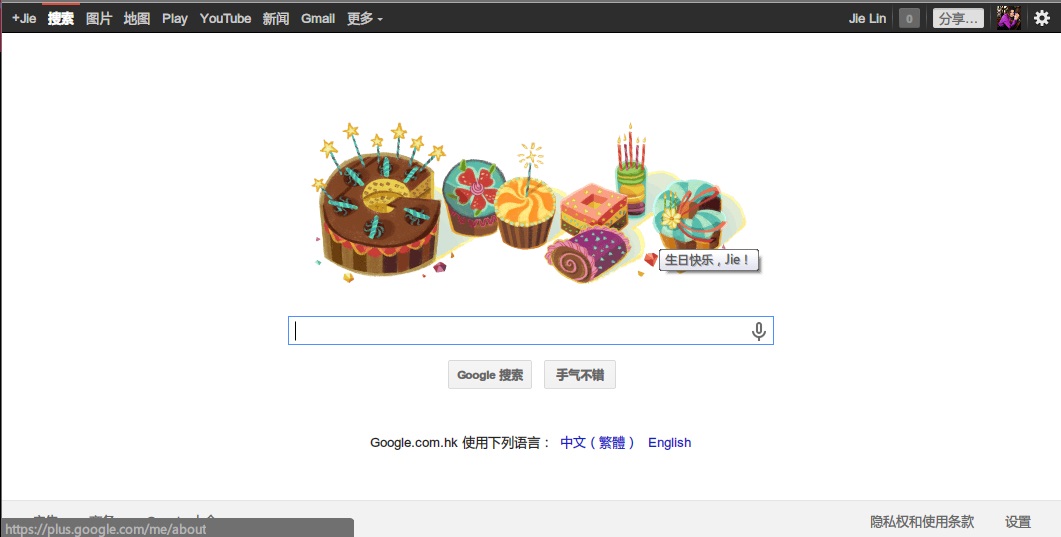 +Jie 搜索 图片 地图 Play YouTube 新闻 Gmail 更多 Jie Lin 0 分享...
生日快乐，Jie！
Google 搜索 手气不错
Google.com.hk 使用下列语言： 中文（繁體） English
隐私权和使用条款 设置
https://plus.google.com/me/about